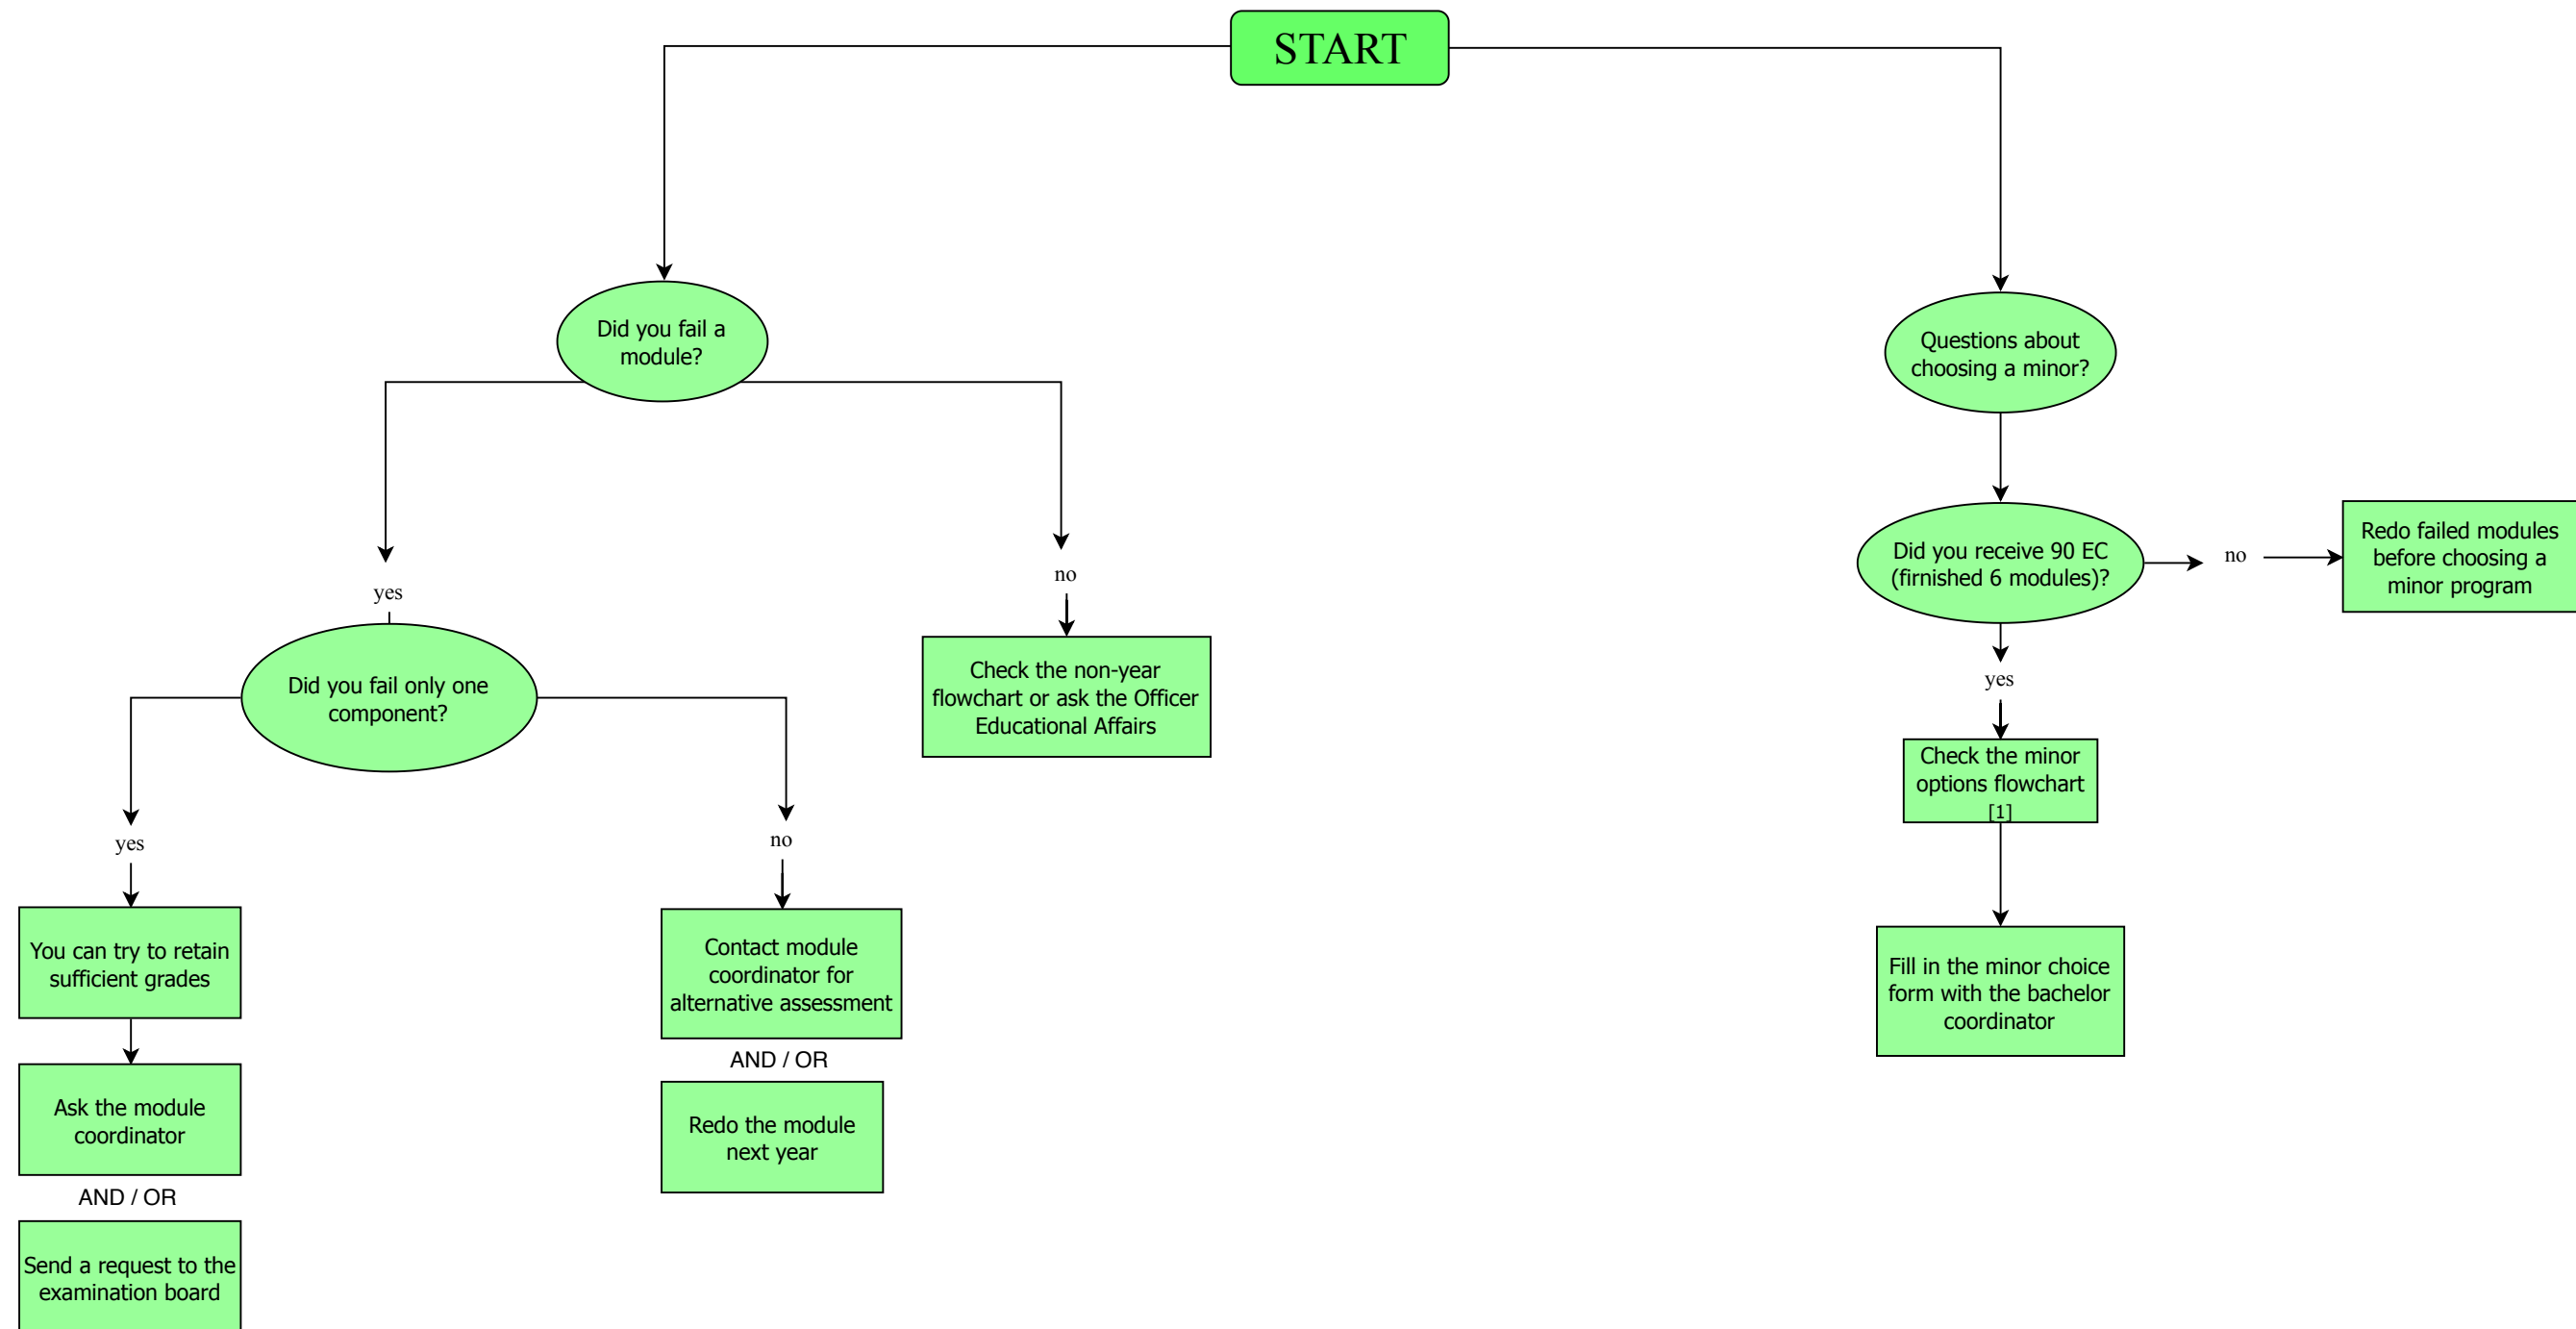 START
Did you fail a
module?
Questions about
choosing a minor?
Did you receive 90 EC
(firnished 6 modules)?
no
Redo failed modules
before choosing a
minor program
yes
no
Did you fail only one
component?
Check the non-year
flowchart or ask the Officer
Educational Affairs
yes
Check the minor
options flowchart
[1]
yes
no
You can try to retain
sufficient grades
Contact module
coordinator for
alternative assessment
Fill in the minor choice
form with the bachelor
coordinator
AND / OR
Ask the module
coordinator
Redo the module
next year
AND / OR
Send a request to the
examination board